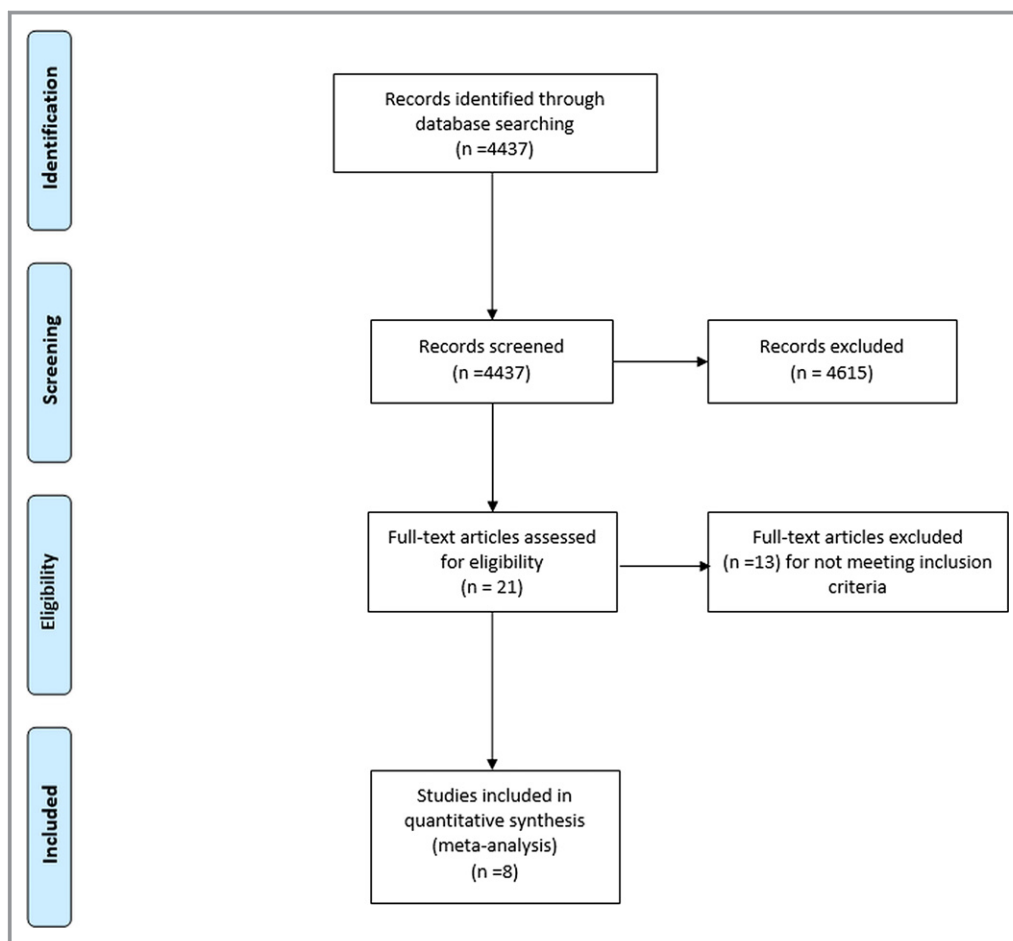 Identification
Records identified through
database searching
(n =4437)
Screening
Records screened
(n =4437)
Records excluded
(n = 4615)
Eligibility
Full-text articles assessed
for eligibility
(n = 21)
Full-text articles excluded
(n =13) for not meeting inclusion
criteria
Included
Studies included in
quantitative synthesis
(meta-analysis)
(n =8)